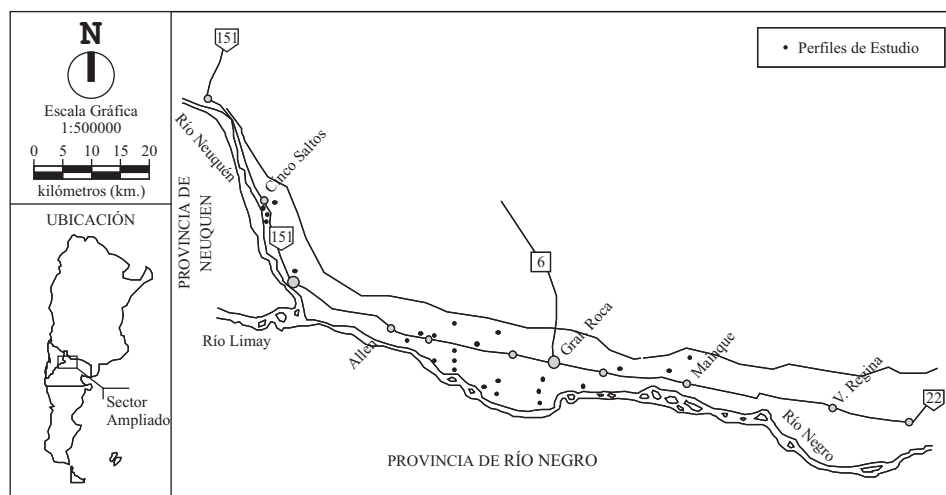 N
Escala Gráfica
1:500000
0 5 10 15 20
kilómetros (km.)
UBICACIÓN
Sector
Ampliado
151
Perfiles de Estudio
Río Neuquén
Cinco Saltos
PROVINCIA DE
NEUQUEN
151
6
Río Limay
Allen
Gral. Roca
Mainque
V. Regina
22
Río Negro
PROVINCIA DE RÍO NEGRO